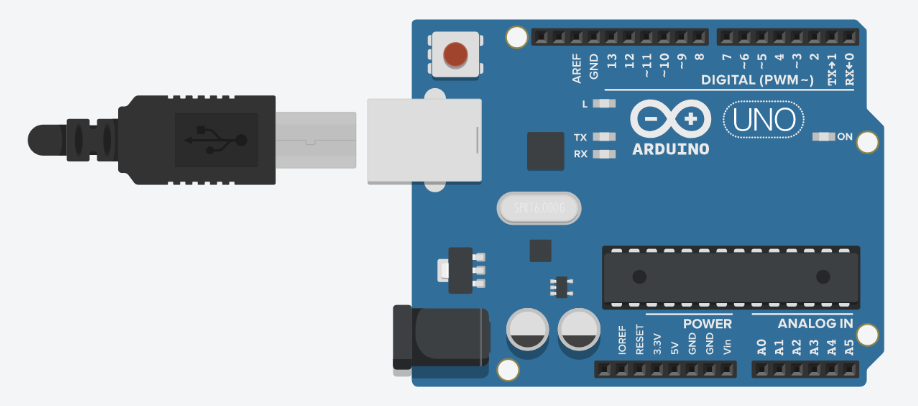 AREF
GND
13
12
~11
~10
~9
8
7
~6
~5
4
~3
2
TX→1
RX←0
DIGITAL (PWM~)
L
TX
RX
UNO
ON
ARDUINO
POWER
ANALOG IN
IOREF
RESET
3.3V
5V
GND
GND
Vin
A0
A1
A2
A3
A4
A5